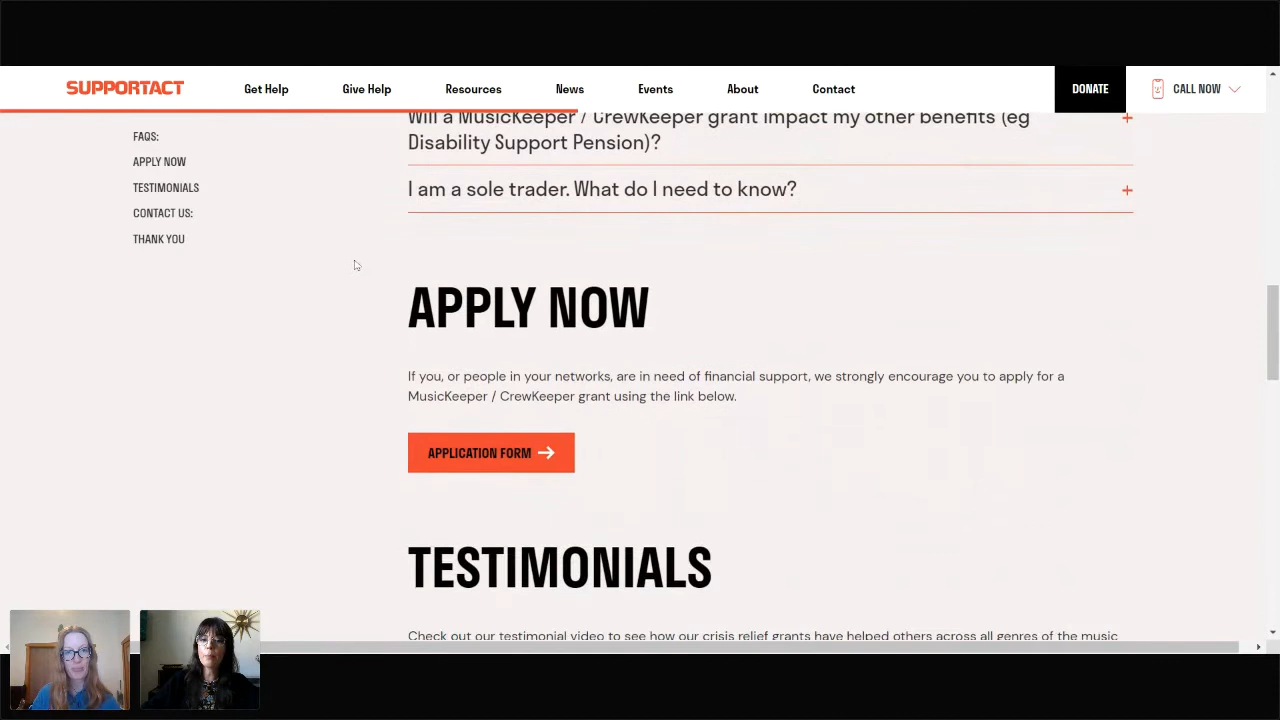 SUPPORTACT
Get Help
Give Help
Resources
News
Events
About
Contact
DONATE
CALL NOW
FAQS:
APPLY NOW
TESTIMONIALS
CONTACT US:
THANK YOU
Will a MusicKeeper / CrewKeeper grant impact my other benefits (eg
Disability Support Pension)?
I am a sole trader. What do I need to know?
APPLY NOW
If you, or people in your networks, are in need of financial support, we strongly encourage you to apply for a
MusicKeeper / CrewKeeper grant using the link below.
APPLICATION FORM
TESTIMONIALS
Check out our testimonial video to see how our crisis relief grants have helped others across all genres of the music